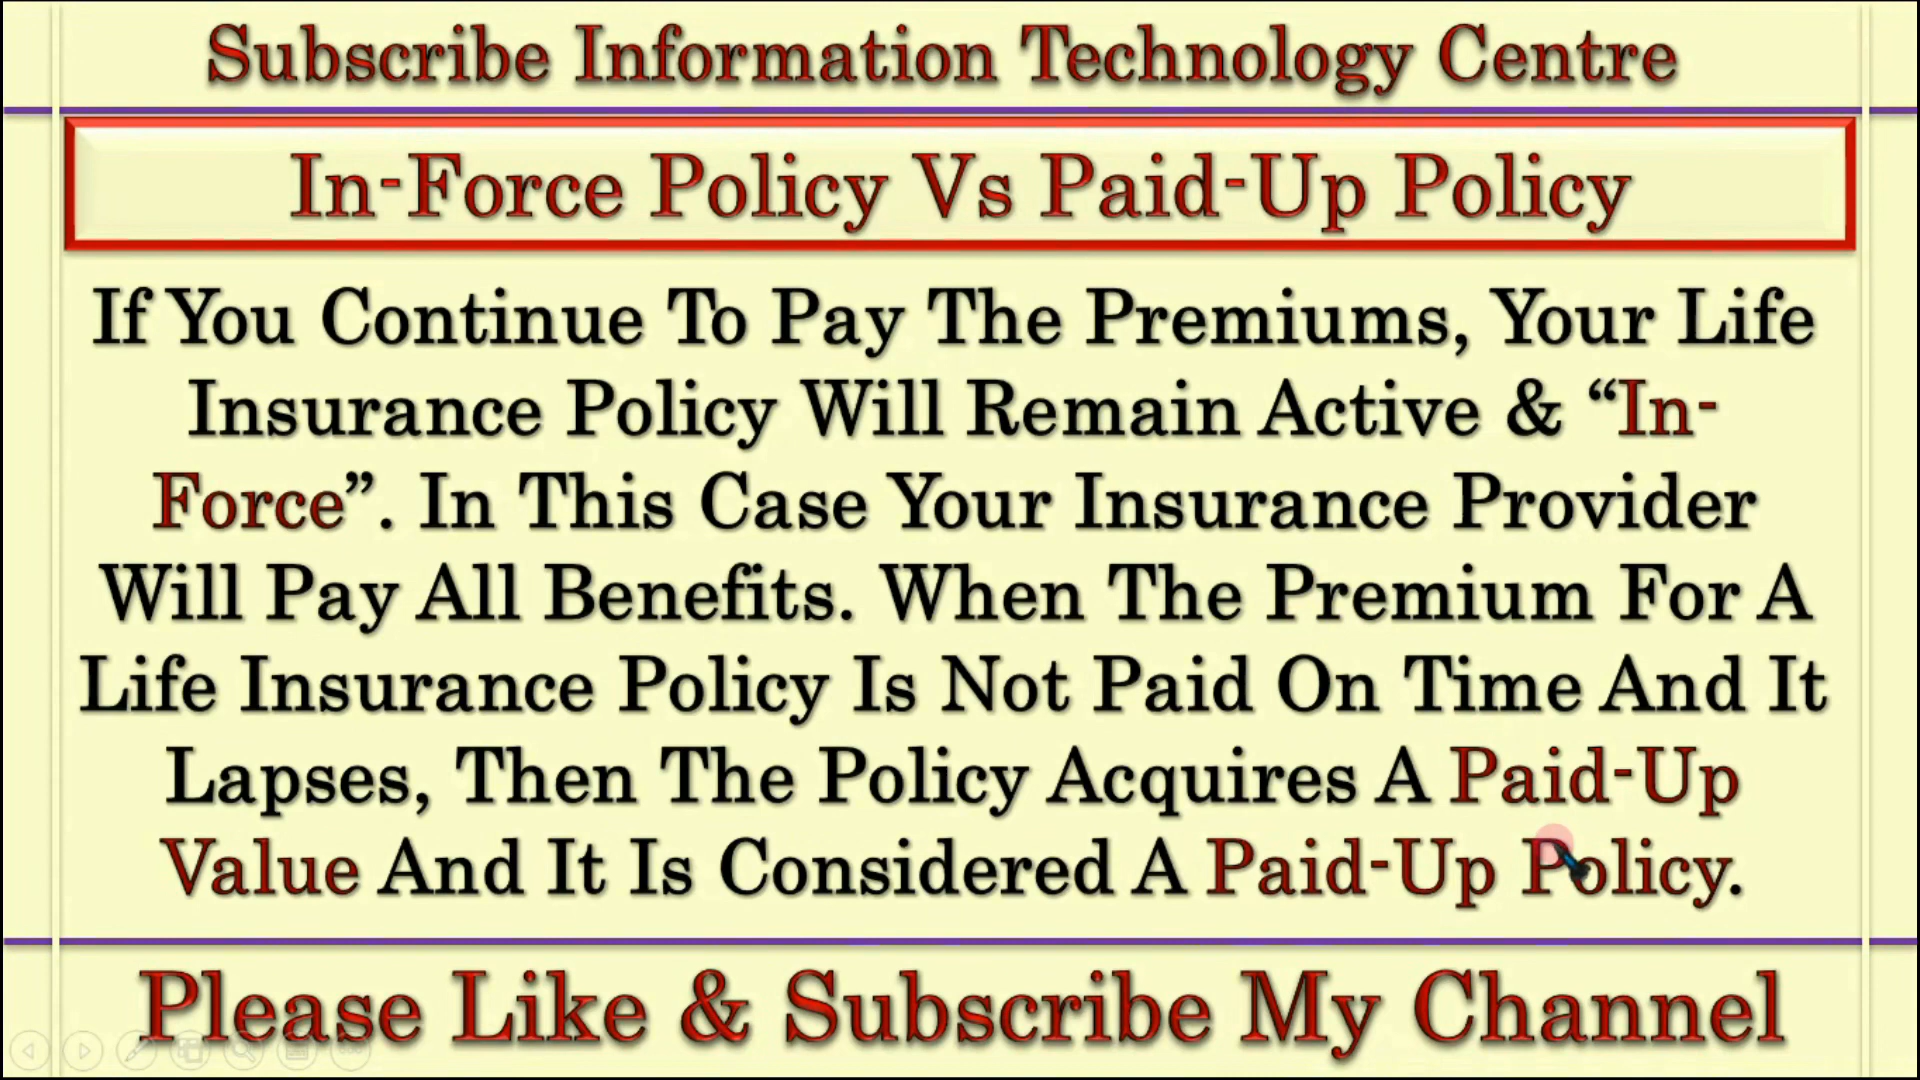 Subscribe Information Technology Centre
In-Force Policy Vs Paid-Up Policy
If You Continue To Pay The Premiums, Your Life
Insurance Policy Will Remain Active & “In-
Force”. In This Case Your Insurance Provider
Will Pay All Benefits. When The Premium For A
Life Insurance Policy Is Not Paid On Time And It
Lapses, Then The Policy Acquires A Paid-Up
Value And It Is Considered A Paid-Up Policy.
Please Like & Subscribe My Channel